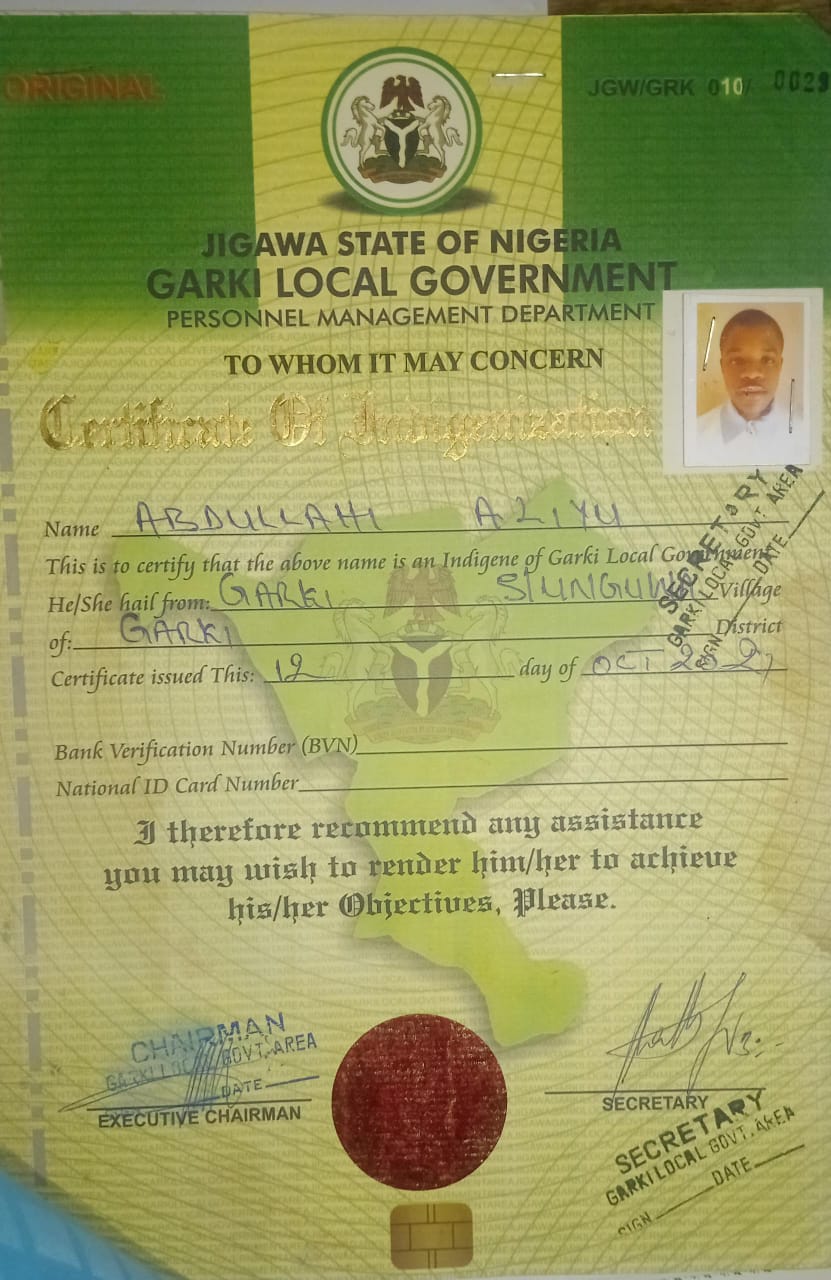 ORIGINAL
JGW/GRK 010/ 0029
JIGAWA STATE OF NIGERIA
GARKI LOCAL GOVERNMENT
PERSONNEL MANAGEMENT DEPARTMENT
TO WHOM IT MAY CONCERN
Certificate Of Indigenization
Name ABDULLAHI ALIYU
This is to certify that the above name is an Indigene of Garki Local Government
He/She hail from: GARKI Village
of: GARKI District
Certificate issued This: 12 day of OCT
SECRETARY
GARKI LOCAL GOVT. AREA
SIGN DATE
Bank Verification Number (BVN)
National ID Card Number
I therefore recommend any assistance
you may wish to render him/her to achieve
his/her Objectives, Please.
CHAIRMAN
GARKI LOCAL GOVT. AREA
DATE
EXECUTIVE CHAIRMAN
SECRETARY
SECRETARY
GARKI LOCAL GOVT. AREA
SIGN DATE